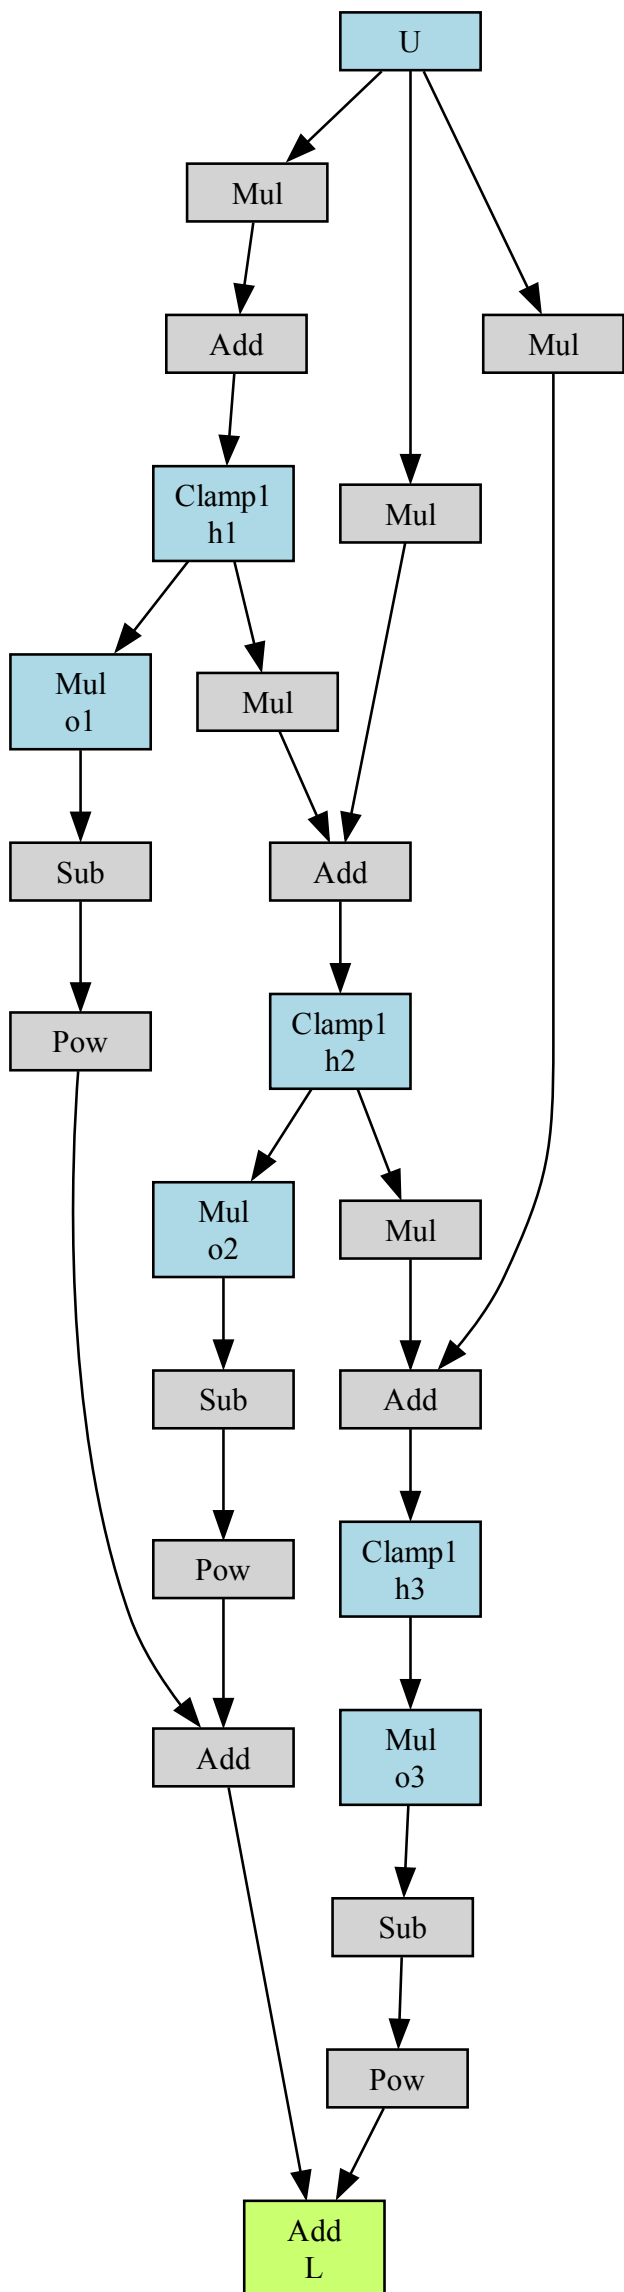 U
Mul
Add
Mul
Clamp1
h1
Mul
Mul
o1
Mul
Sub
Add
Pow
Clamp1
h2
Mul
o2
Mul
Sub
Add
Pow
Clamp1
h3
Add
Mul
o3
Sub
Pow
Add
L